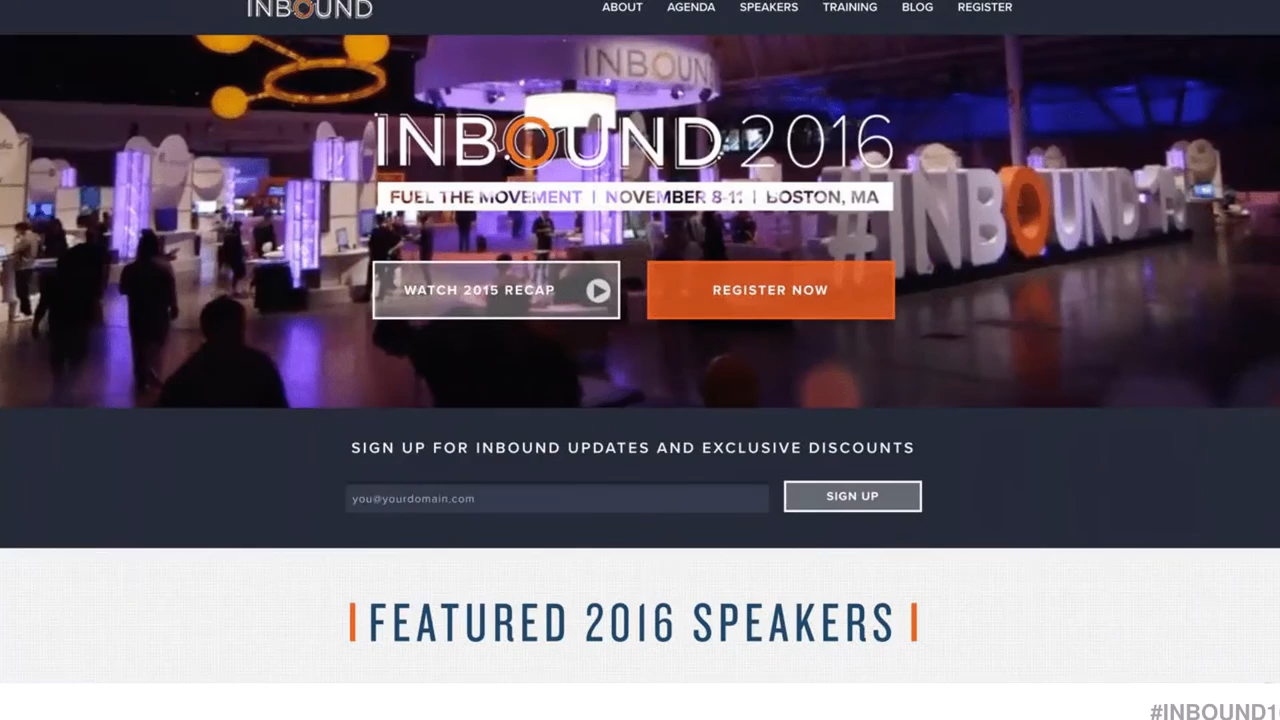 INBOUND
ABOUT AGENDA SPEAKERS TRAINING BLOG REGISTER
INBOUN
INBOUND 2016
FUEL THE MOVEMENT | NOVEMBER 8-11 | BOSTON, MA
#INBOUND15
WATCH 2015 RECAP
REGISTER NOW
SIGN UP FOR INBOUND UPDATES AND EXCLUSIVE DISCOUNTS
you@yourdomain.com
SIGN UP
FEATURED 2016 SPEAKERS
#INBOUND1